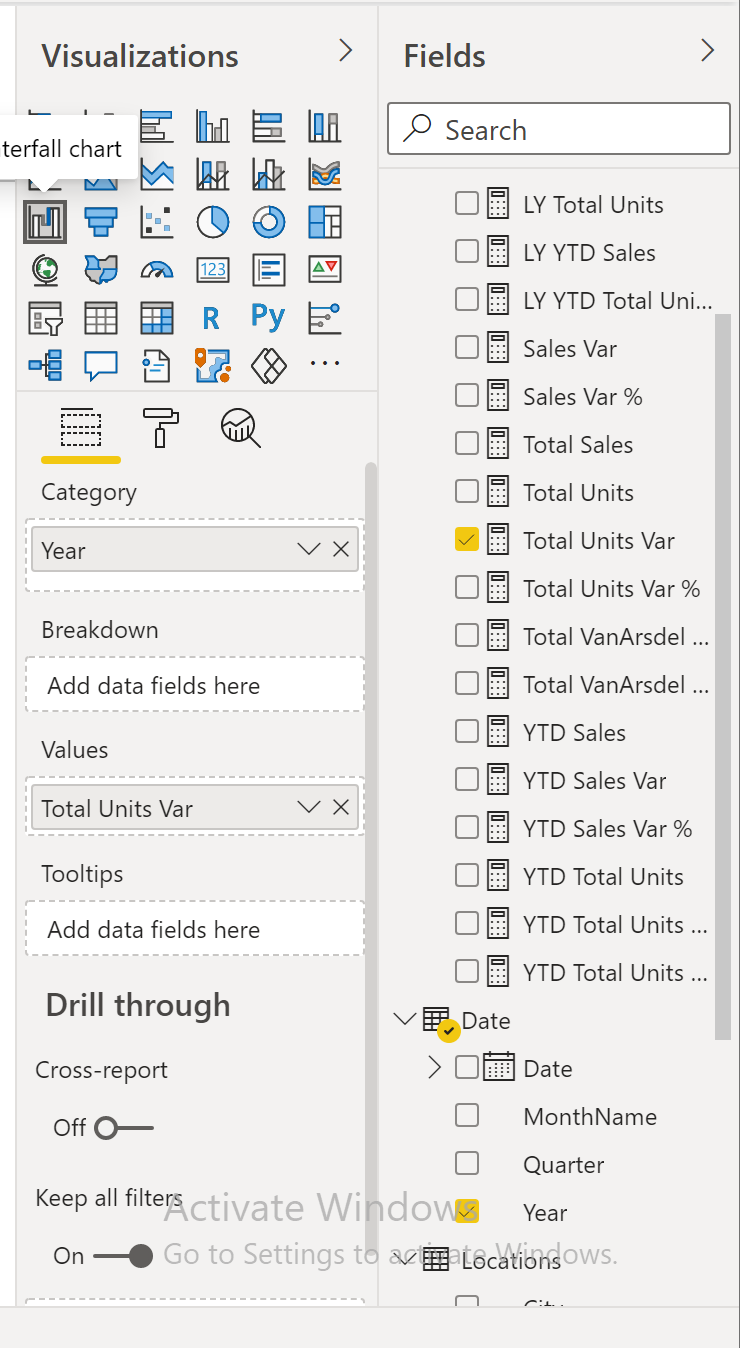 Visualizations
terfall chart
123
R
Py
...
Category
Year
Breakdown
Add data fields here
Values
Total Units Var
Tooltips
Add data fields here
Drill through
Cross-report
Off
Keep all filters
On
Fields
Search
LY Total Units
LY YTD Sales
LY YTD Total Uni...
Sales Var
Sales Var %
Total Sales
Total Units
Total Units Var
Total Units Var %
Total VanArsdel ...
Total VanArsdel ...
YTD Sales
YTD Sales Var
YTD Sales Var %
YTD Total Units
YTD Total Units ...
YTD Total Units ...
Date
Date
MonthName
Quarter
Year
Locations
City
Activate Windows
Go to Settings to activate Windows.